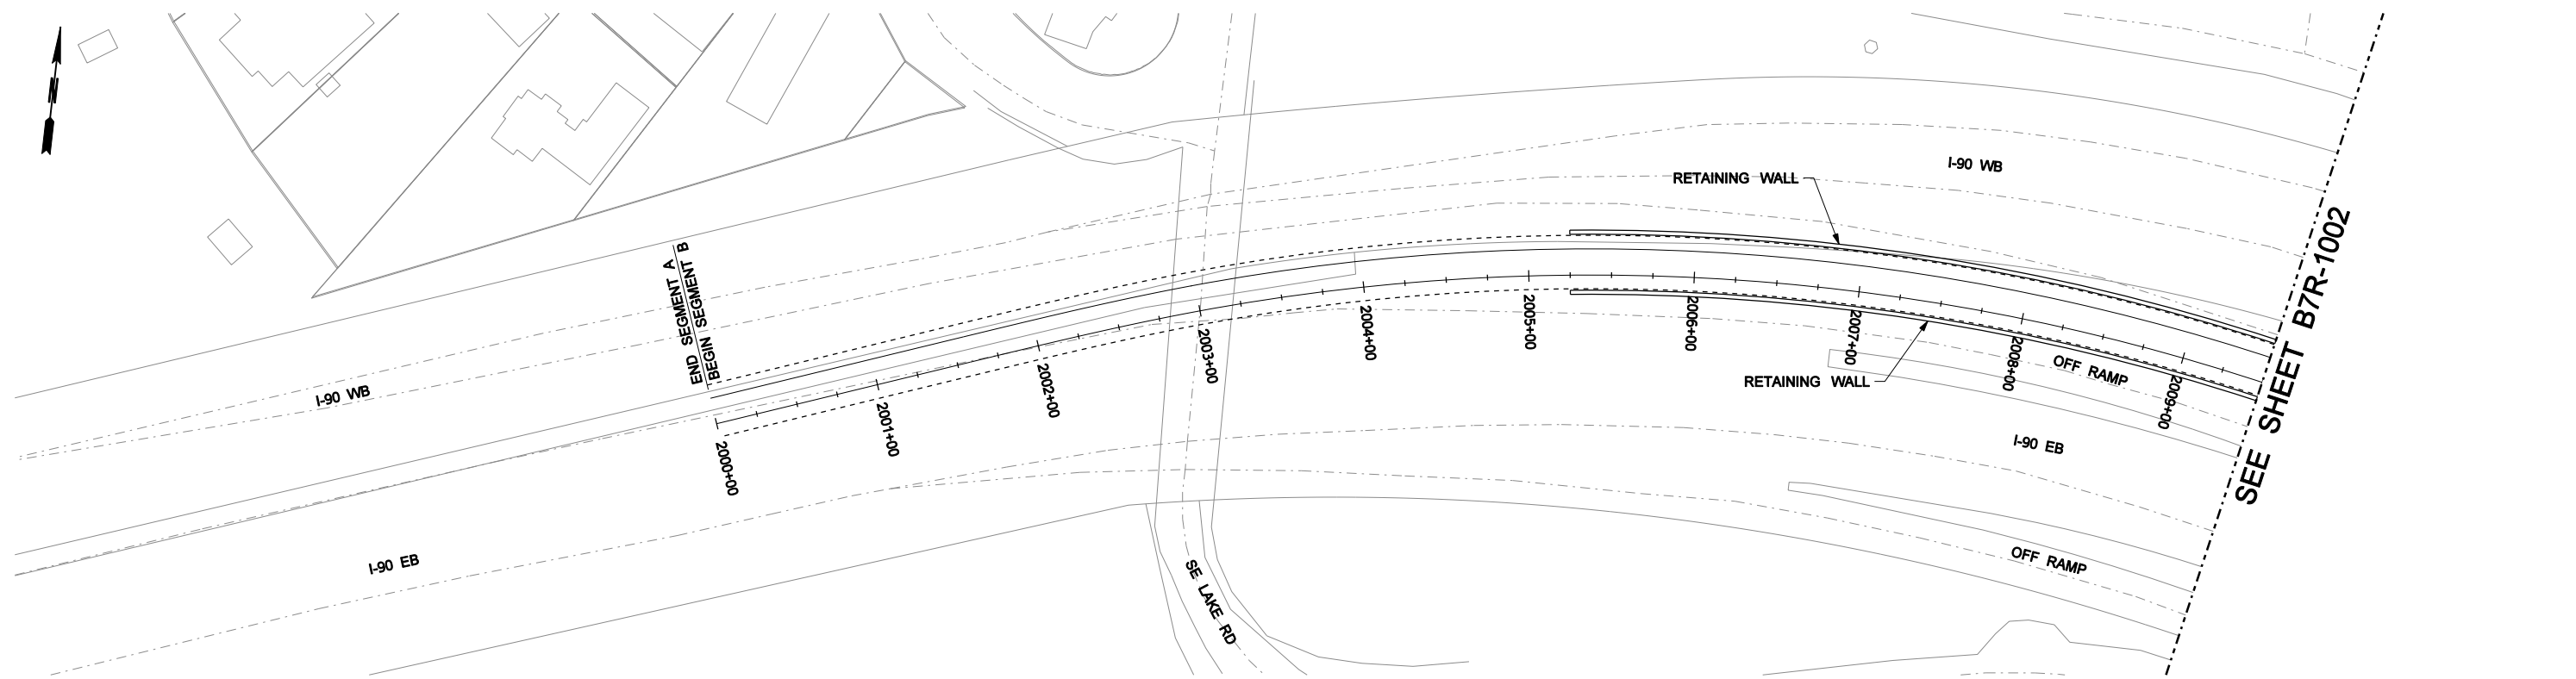 I-90 WB
RETAINING WALL
END SEGMENT A
BEGIN SEGMENT B
SEE SHEET B7R-1002
2000+00
2001+00
2002+00
2003+00
2004+00
2005+00
2006+00
2007+00
2008+00
2009+00
OFF RAMP
RETAINING WALL
I-90 WB
I-90 EB
I-90 EB
OFF RAMP
SE LAKE RD
N